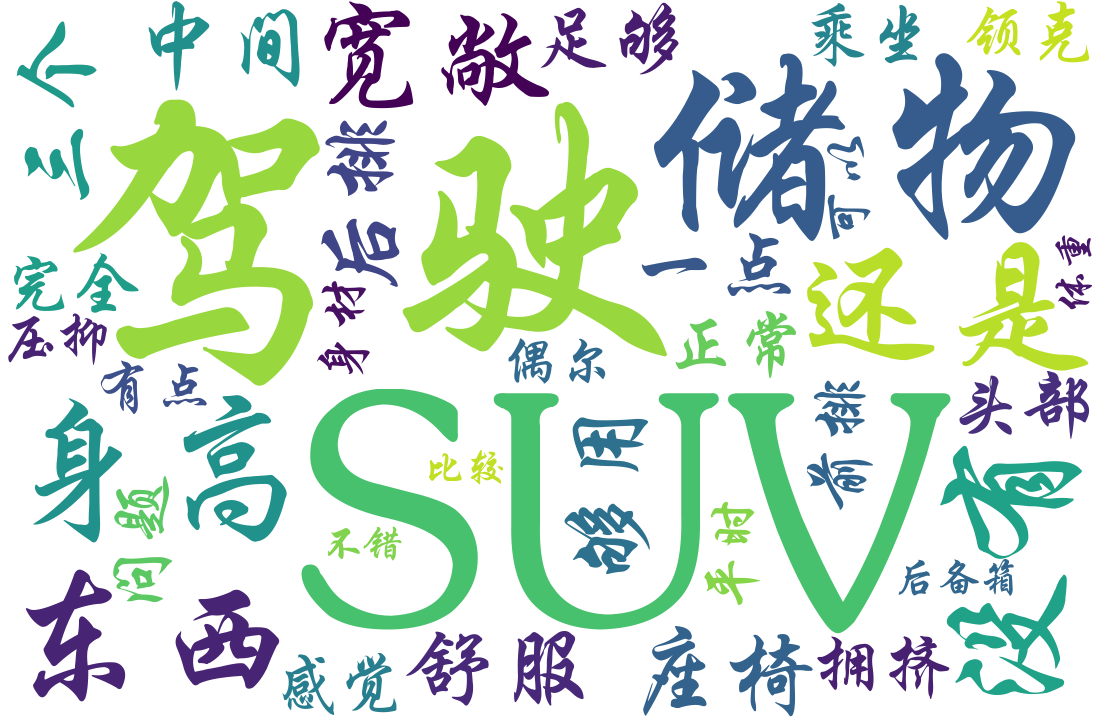 三个
中间
宽敞
足够
乘坐
领克
驾驶
后排
储物
可以
完全
压抑
身材
一点
还是
体重
正常
有点
偶尔
身高
SUV
比较
不错
够用
平时
前排
头部
没有
问题
后备箱
东西
感觉
舒服
座椅
拥挤